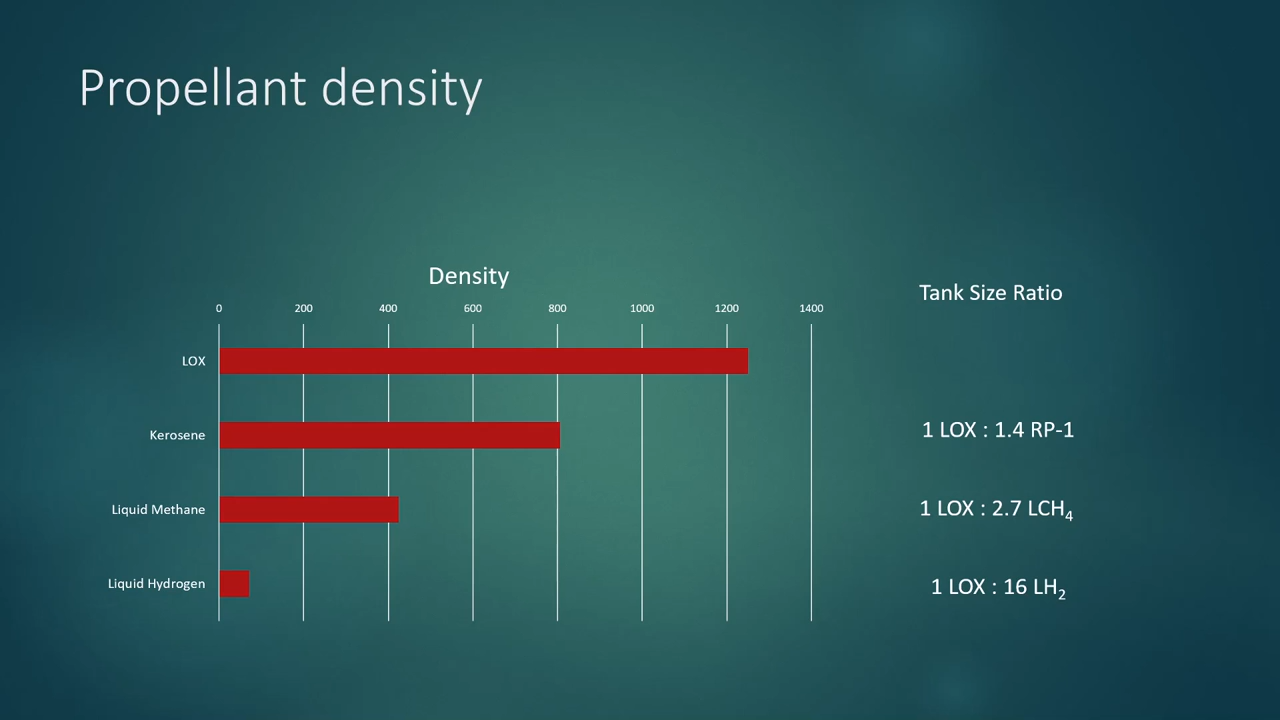 Propellant density
Density
0 200 400 600 800 1000 1200 1400
Tank Size Ratio
LOX
Kerosene
1 LOX : 1.4 RP-1
Liquid Methane
1 LOX : 2.7 LCH₄
Liquid Hydrogen
1 LOX : 16 LH₂